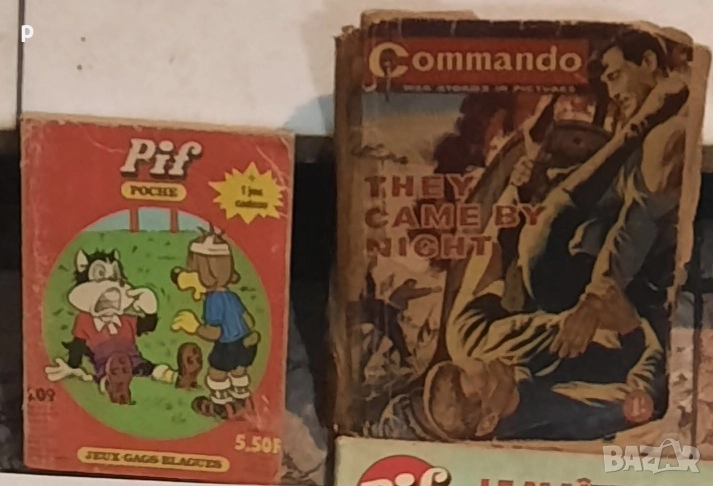 p
Pif
POCHE
+
1 jeu
cadeau
5.50F
JEUX-GAGS-BLAGUES
Commando
WAR STORIES IN PICTURES
THEY
CAME BY
NIGHT
1/-
Pif
BAZAR